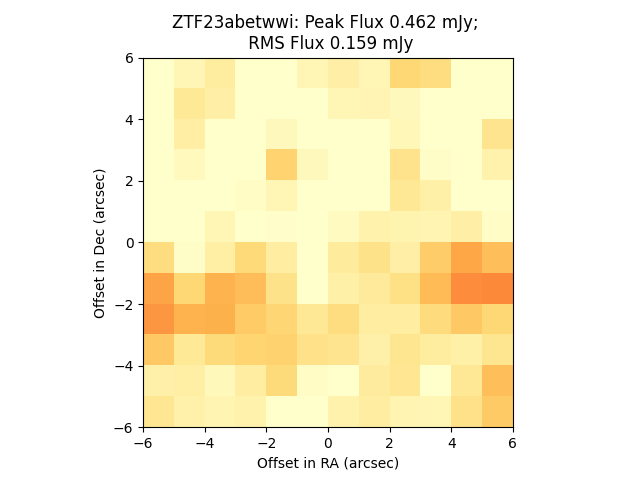 ZTF23abetwwi: Peak Flux 0.462 mJy;
RMS Flux 0.159 mJy
6
4
2
0
−2
−4
−6
Offset in Dec (arcsec)
−6 −4 −2 0 2 4 6
Offset in RA (arcsec)